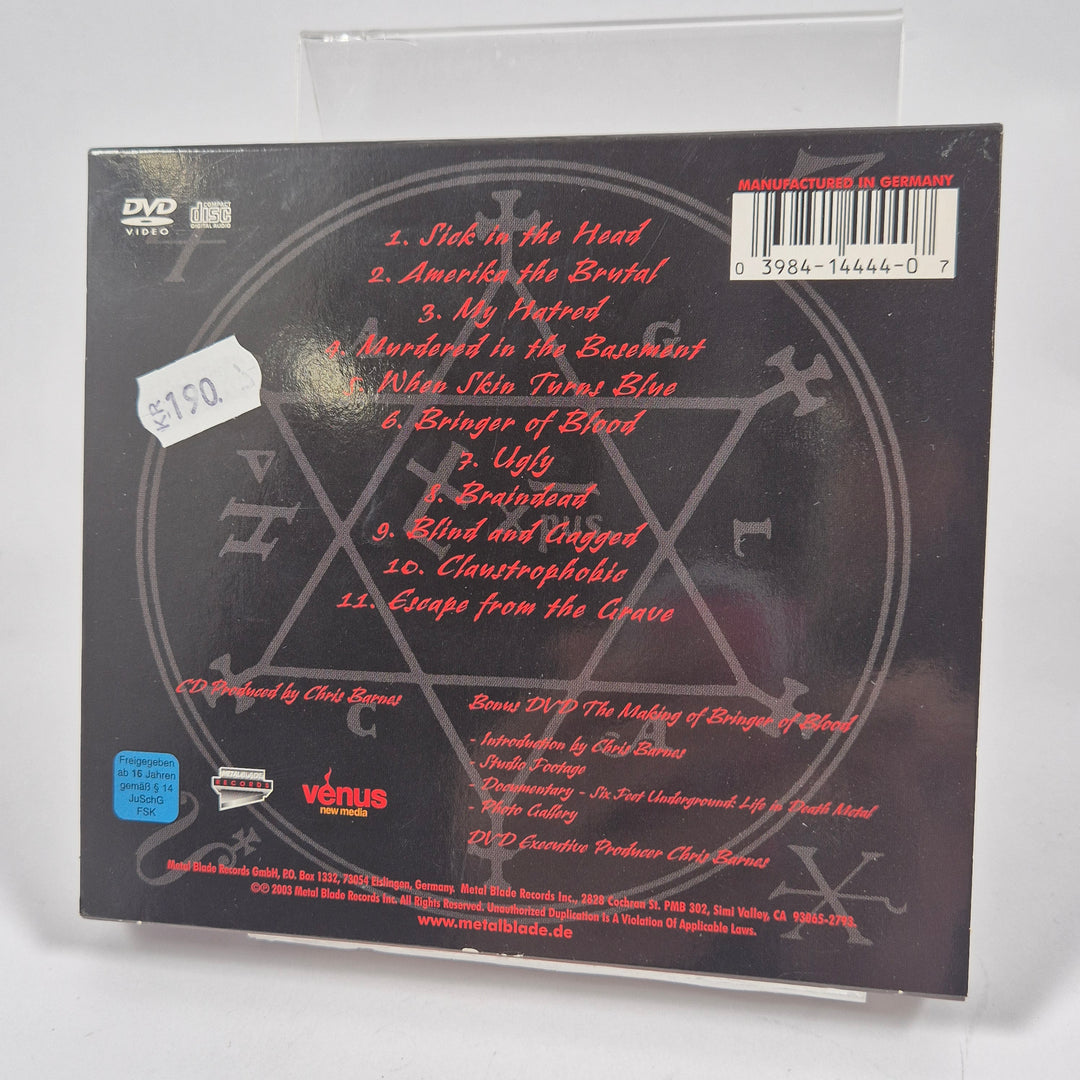 DVD
VIDEO
COMPACT
disc
DIGITAL AUDIO
MANUFACTURED IN GERMANY
0 3984-14444-0 7
KR 190.
1. Sick in the Head
2. Amerika the Brutal
3. My Hatred
4. Murdered in the Basement
5. When Skin Turns Blue
6. Bringer of Blood
7. Ugly
8. Braindead
9. Blind and Gagged
10. Claustrophobic
11. Escape from the Grave
CD Produced by Chris Barnes
Bonus DVD The Making of Bringer of Blood
- Introduction by Chris Barnes
- Studio Footage
- Documentary - Six Feet Underground: Life in Death Metal
- Photo Gallery
DVD Executive Producer Chris Barnes
Freigegeben
ab 16 Jahren
gemäß § 14
JuSchG
FSK
METAL BLADE
RECORDS
venus
new media
Metal Blade Records GmbH, P.O. Box 1332, 73054 Eislingen, Germany. Metal Blade Records Inc., 2828 Cochran St. PMB 302, Simi Valley, CA 93065-2793.
©℗ 2003 Metal Blade Records Inc. All Rights Reserved. Unauthorized Duplication Is A Violation Of Applicable Laws.
www.metalblade.de